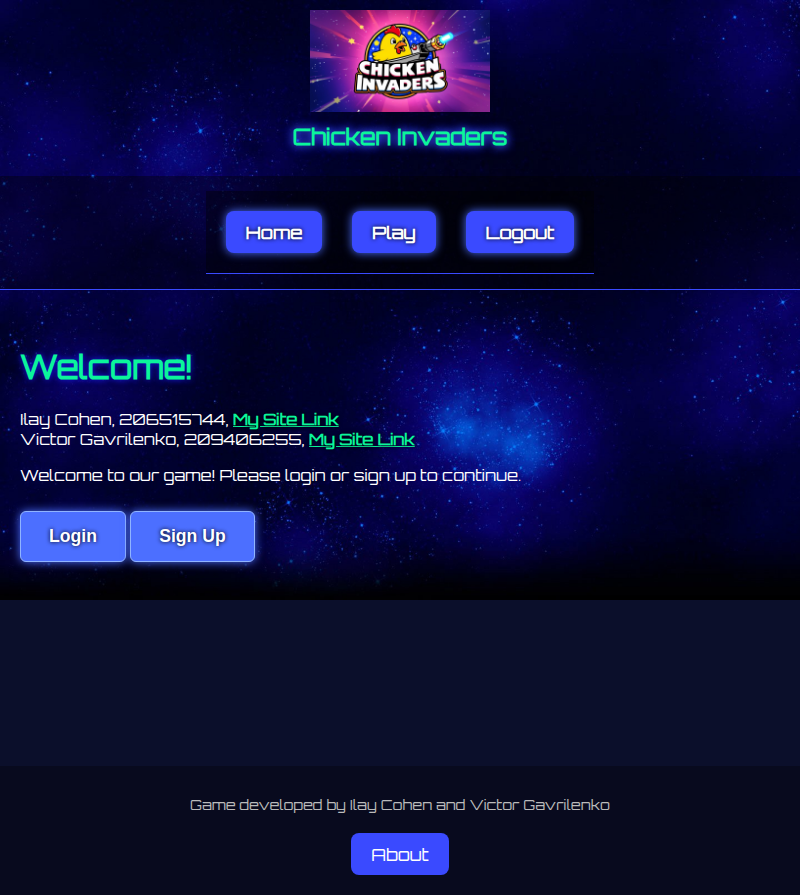 CHICKEN
INVADERS
Chicken Invaders
Home Play Logout
Welcome!
Ilay Cohen, 206515744, My Site Link
Victor Gavrilenko, 209406255, My Site Link
Welcome to our game! Please login or sign up to continue.
Login Sign Up
Game developed by Ilay Cohen and Victor Gavrilenko
About